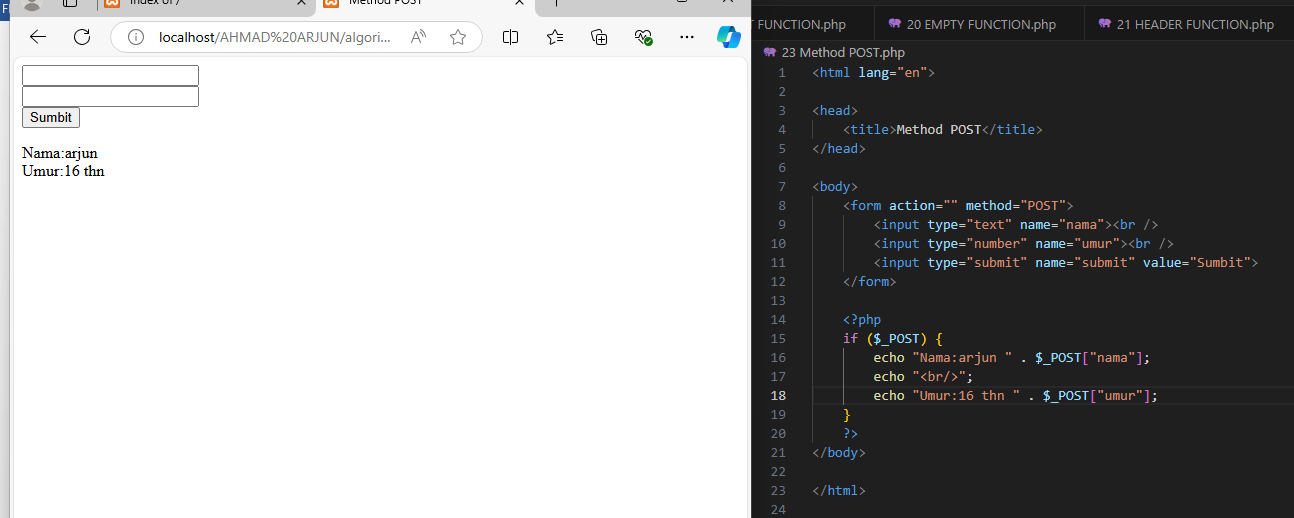 Index of /
Method POST
localhost/AHMAD%20ARJUN/algori...
Sumbit
Nama:arjun
Umur:16 thn
T FUNCTION.php
20 EMPTY FUNCTION.php
21 HEADER FUNCTION.php
23 Method POST.php
1 <html lang="en">
2
3 <head>
4 <title>Method POST</title>
5 </head>
6
7 <body>
8 <form action="" method="POST">
9 <input type="text" name="nama"><br />
10 <input type="number" name="umur"><br />
11 <input type="submit" name="submit" value="Sumbit">
12 </form>
13
14 <?php
15 if ($_POST) {
16 echo "Nama:arjun " . $_POST["nama"];
17 echo "<br/>";
18 echo "Umur:16 thn " . $_POST["umur"];
19 }
20 ?>
21 </body>
22
23 </html>
24